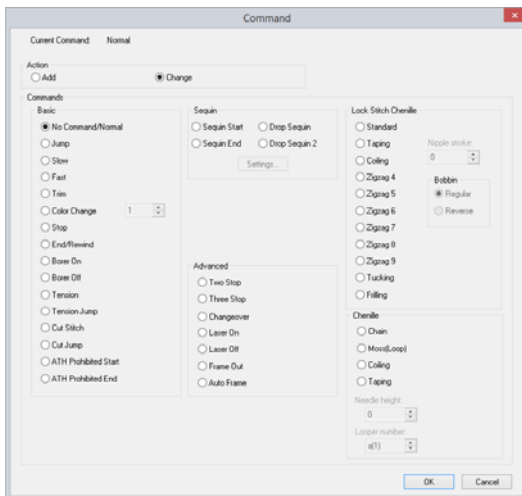 Command
Current Command: Normal
Action
Add
Change
Commands
Basic
No Command/Normal
Jump
Slow
Fast
Trim
Color Change 1
Stop
End/Rewind
Borer On
Borer Off
Tension
Tension Jump
Cut Stitch
Cut Jump
ATH Prohibited Start
ATH Prohibited End
Sequin
Sequin Start Drop Sequin
Sequin End Drop Sequin 2
Settings...
Advanced
Two Stop
Three Stop
Changeover
Laser On
Laser Off
Frame Out
Auto Frame
Lock Stitch Chenille
Standard
Taping
Coiling
Zigzag 4
Zigzag 5
Zigzag 6
Zigzag 7
Zigzag 8
Zigzag 9
Tucking
Frilling
Nipple stroke:
0
Bobbin
Regular
Reverse
Chenille
Chain
Moss(Loop)
Coiling
Taping
Needle height:
0
Looper number:
a(1)
OK Cancel